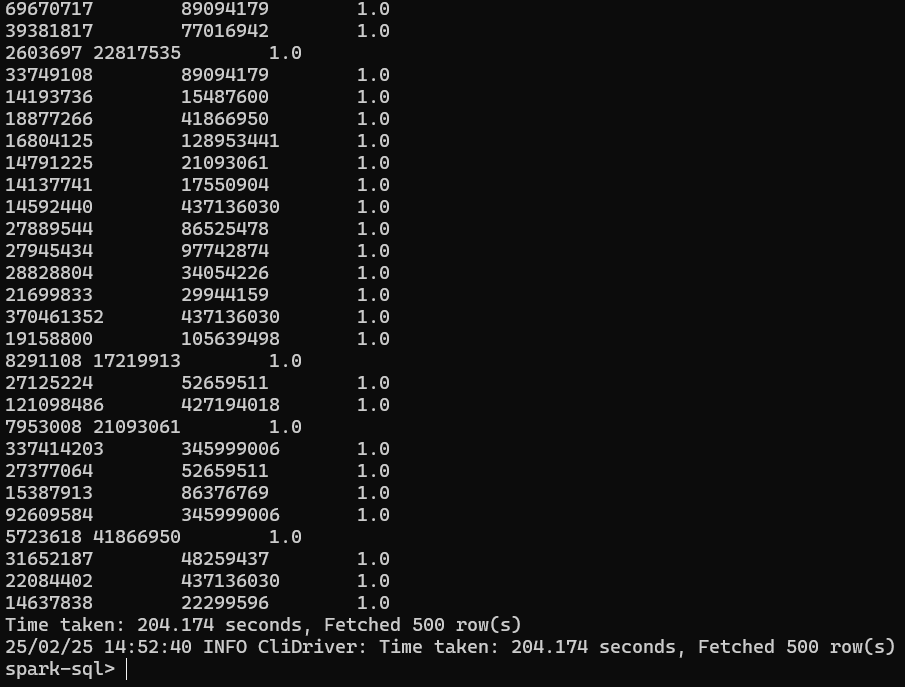 69670717	89094179	1.0
39381817	77016942	1.0
2603697 22817535	1.0
33749108	89094179	1.0
14193736	15487600	1.0
18877266	41866950	1.0
16804125	128953441	1.0
14791225	21093061	1.0
14137741	17550904	1.0
14592440	437136030	1.0
27889544	86525478	1.0
27945434	97742874	1.0
28828804	34054226	1.0
21699833	29944159	1.0
370461352	437136030	1.0
19158800	105639498	1.0
8291108 17219913	1.0
27125224	52659511	1.0
121098486	427194018	1.0
7953008 21093061	1.0
337414203	345999006	1.0
27377064	52659511	1.0
15387913	86376769	1.0
92609584	345999006	1.0
5723618 41866950	1.0
31652187	48259437	1.0
22084402	437136030	1.0
14637838	22299596	1.0
Time taken: 204.174 seconds, Fetched 500 row(s)
25/02/25 14:52:40 INFO CliDriver: Time taken: 204.174 seconds, Fetched 500 row(s)
spark-sql>